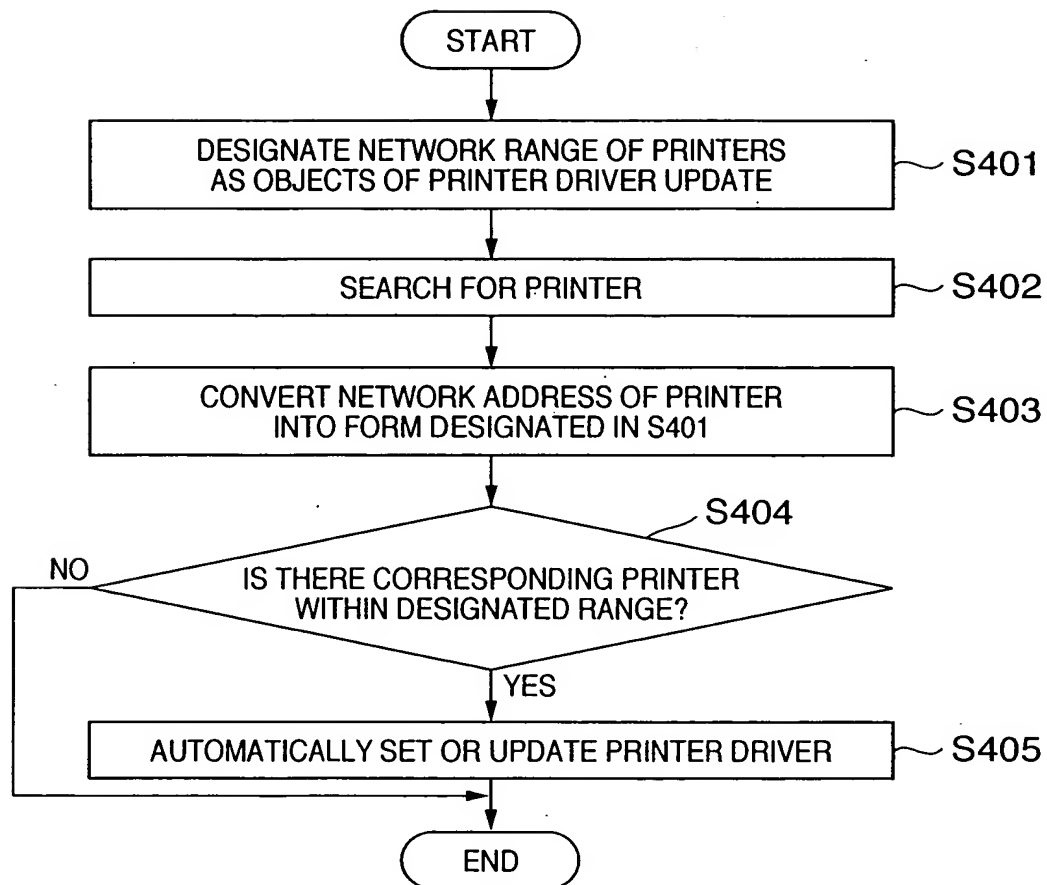 START
DESIGNATE NETWORK RANGE OF PRINTERS
AS OBJECTS OF PRINTER DRIVER UPDATE
S401
SEARCH FOR PRINTER
S402
CONVERT NETWORK ADDRESS OF PRINTER
INTO FORM DESIGNATED IN S401
S403
S404
NO
IS THERE CORRESPONDING PRINTER
WITHIN DESIGNATED RANGE?
YES
AUTOMATICALLY SET OR UPDATE PRINTER DRIVER
S405
END